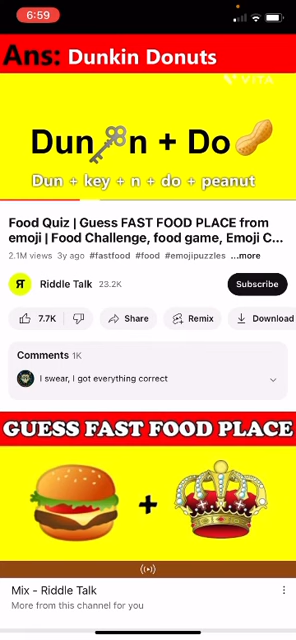 6:59
Ans: Dunkin Donuts
VITA
Dun n + Do
Dun + key + n + do + peanut
Food Quiz | Guess FAST FOOD PLACE from
emoji | Food Challenge, food game, Emoji C...
2.1M views 3y ago #fastfood #food #emojipuzzles ...more
Riddle Talk 23.2K
Subscribe
7.7K
Share
Remix
Download
Comments 1K
I swear, I got everything correct
GUESS FAST FOOD PLACE
+
Mix - Riddle Talk
More from this channel for you